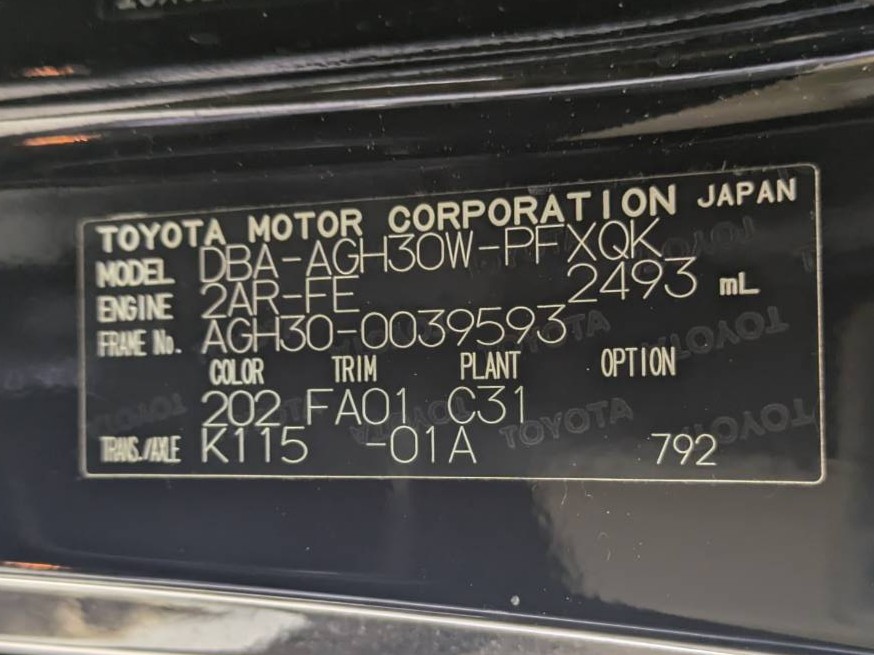 TOYOTA MOTOR CORPORATION JAPAN
MODEL DBA-AGH30W-PFXQK
ENGINE 2AR-FE 2493 mL
FRAME No. AGH30-0039593
COLOR TRIM PLANT OPTION
202 FA01 C31
TRANS./AXLE K115 -01A 792